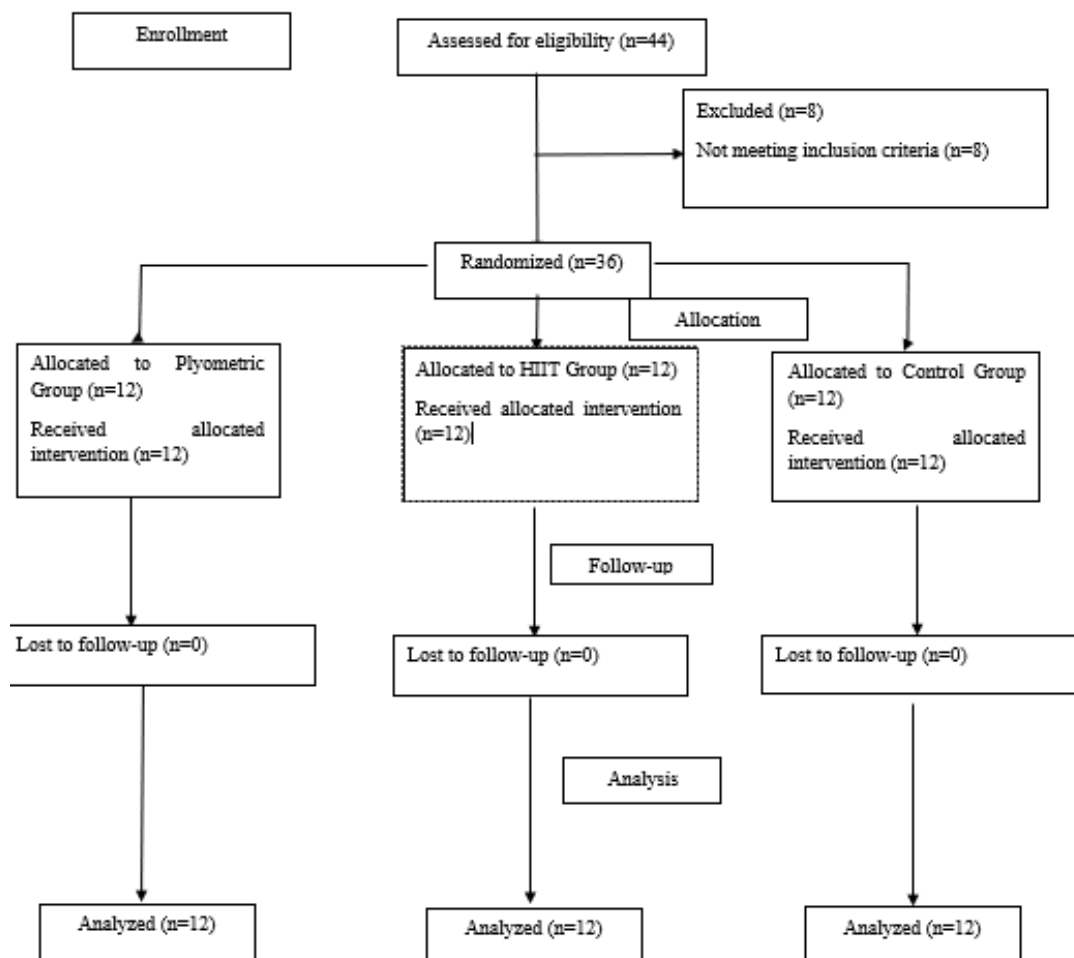 Enrollment
Assessed for eligibility (n=44)
Excluded (n=8)
Not meeting inclusion criteria (n=8)
Randomized (n=36)
Allocation
Allocated to Plyometric
Group (n=12)
Received allocated
intervention (n=12)
Allocated to HIIT Group (n=12)
Received allocated intervention
(n=12)
Allocated to Control Group
(n=12)
Received allocated
intervention (n=12)
Follow-up
Lost to follow-up (n=0)
Lost to follow-up (n=0)
Lost to follow-up (n=0)
Analysis
Analyzed (n=12)
Analyzed (n=12)
Analyzed (n=12)